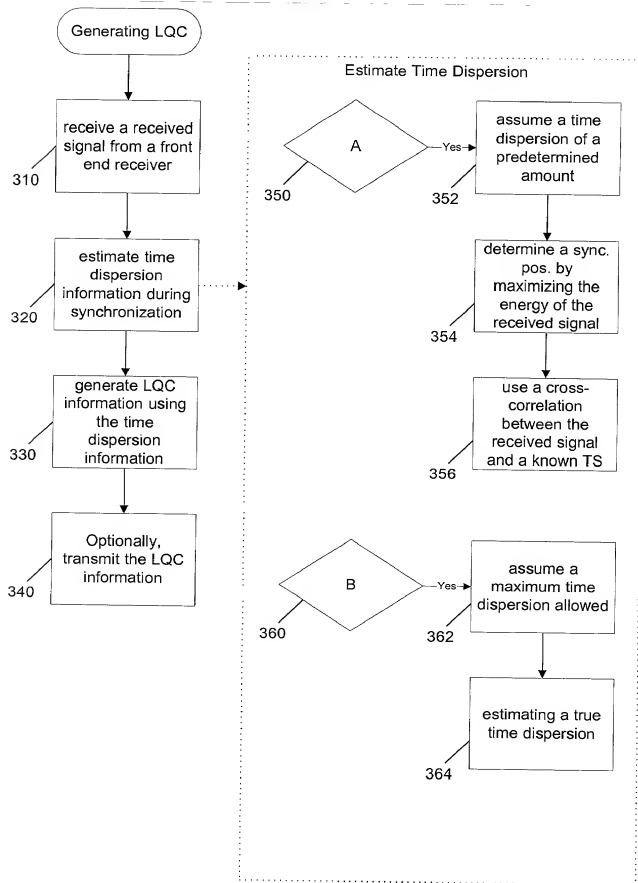 Generating LQC
receive a received
signal from a front
end receiver
310
estimate time
dispersion
information during
synchronization
320
generate LQC
information using
the time
dispersion
information
330
Optionally,
transmit the LQC
information
340
Estimate Time Dispersion
A
Yes
350
assume a time
dispersion of a
predetermined
amount
352
determine a sync.
pos. by
maximizing the
energy of the
received signal
354
use a cross-
correlation
between the
received signal
and a known TS
356
B
Yes
360
assume a
maximum time
dispersion allowed
362
estimating a true
time dispersion
364